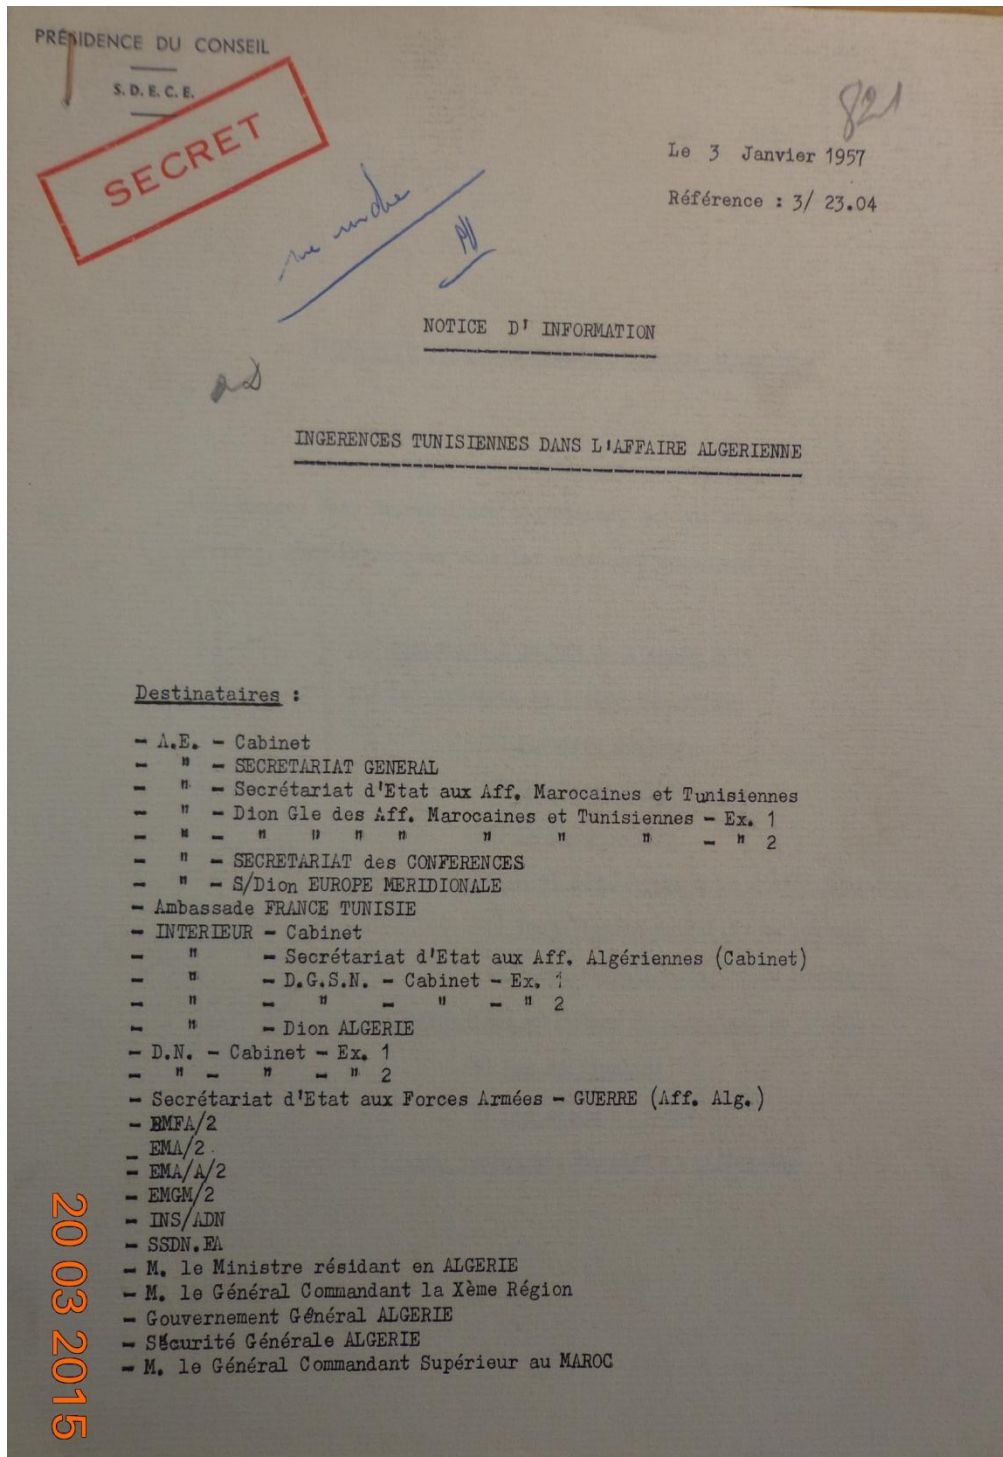 PRÉSIDENCE DU CONSEIL
S. D. E. C. E.
SECRET
821
Le 3 Janvier 1957
Référence : 3/ 23.04
NOTICE D' INFORMATION
INGERENCES TUNISIENNES DANS L'AFFAIRE ALGERIENNE
Destinataires :
- A.E. - Cabinet
- " - SECRETARIAT GENERAL
- " - Secrétariat d'Etat aux Aff. Marocaines et Tunisiennes
- " - Dion Gle des Aff. Marocaines et Tunisiennes - Ex. 1
- " - " " " " " " " - " 2
- " - SECRETARIAT des CONFERENCES
- " - S/Dion EUROPE MERIDIONALE
- Ambassade FRANCE TUNISIE
- INTERIEUR - Cabinet
- " - Secrétariat d'Etat aux Aff. Algériennes (Cabinet)
- " - D.G.S.N. - Cabinet - Ex. 1
- " - " - " - " 2
- " - Dion ALGERIE
- D.N. - Cabinet - Ex. 1
- " - " - " 2
- Secrétariat d'Etat aux Forces Armées - GUERRE (Aff. Alg.)
- EMFA/2
_ EMA/2.
- EMA/A/2
- EMGM/2
- INS/ADN
- SSDN.FA
- M. le Ministre résidant en ALGERIE
- M. le Général Commandant la Xème Région
- Gouvernement Général ALGERIE
- Sécurité Générale ALGERIE
- M. le Général Commandant Supérieur au MAROC
20 03 2015